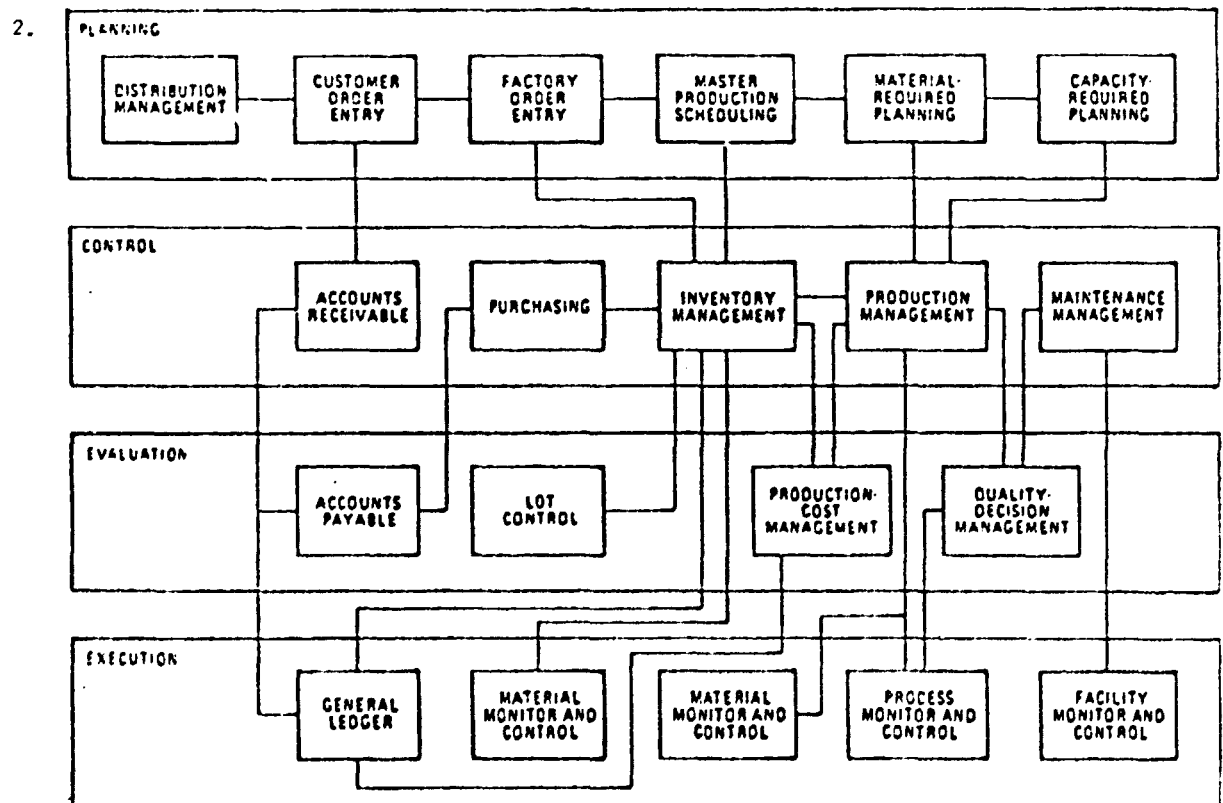 2.
PLANNING
DISTRIBUTION
MANAGEMENT
CUSTOMER
ORDER
ENTRY
FACTORY
ORDER
ENTRY
MASTER
PRODUCTION
SCHEDULING
MATERIAL-
REQUIRED
PLANNING
CAPACITY-
REQUIRED
PLANNING
CONTROL
ACCOUNTS
RECEIVABLE
PURCHASING
INVENTORY
MANAGEMENT
PRODUCTION
MANAGEMENT
MAINTENANCE
MANAGEMENT
EVALUATION
ACCOUNTS
PAYABLE
LOT
CONTROL
PRODUCTION-
COST
MANAGEMENT
QUALITY-
DECISION
MANAGEMENT
EXECUTION
GENERAL
LEDGER
MATERIAL
MONITOR AND
CONTROL
MATERIAL
MONITOR AND
CONTROL
PROCESS
MONITOR AND
CONTROL
FACILITY
MONITOR AND
CONTROL